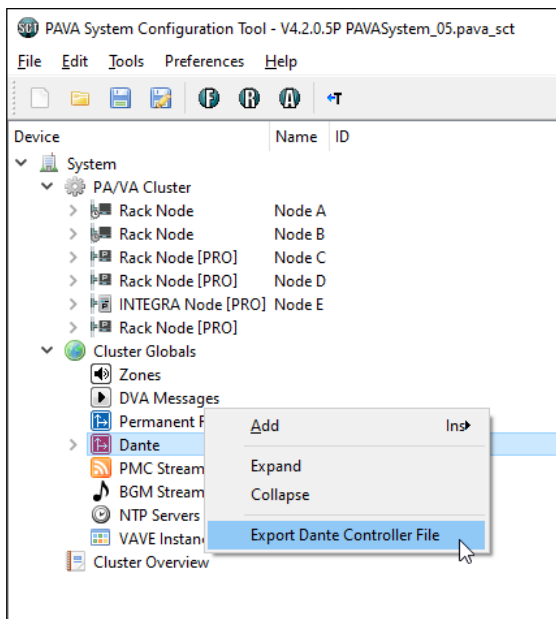 PAVA System Configuration Tool - V4.2.0.5P PAVASystem_05.pava_sct
File Edit Tools Preferences Help
F R A T
Device Name ID
System
PA/VA Cluster
Rack Node Node A
Rack Node Node B
Rack Node [PRO] Node C
Rack Node [PRO] Node D
INTEGRA Node [PRO] Node E
Rack Node [PRO]
Cluster Globals
Zones
DVA Messages
Permanent
Add Ins
Dante
PMC Stream
Expand
BGM Stream
Collapse
NTP Servers
VAVE
Export Dante Controller File
Cluster Overview